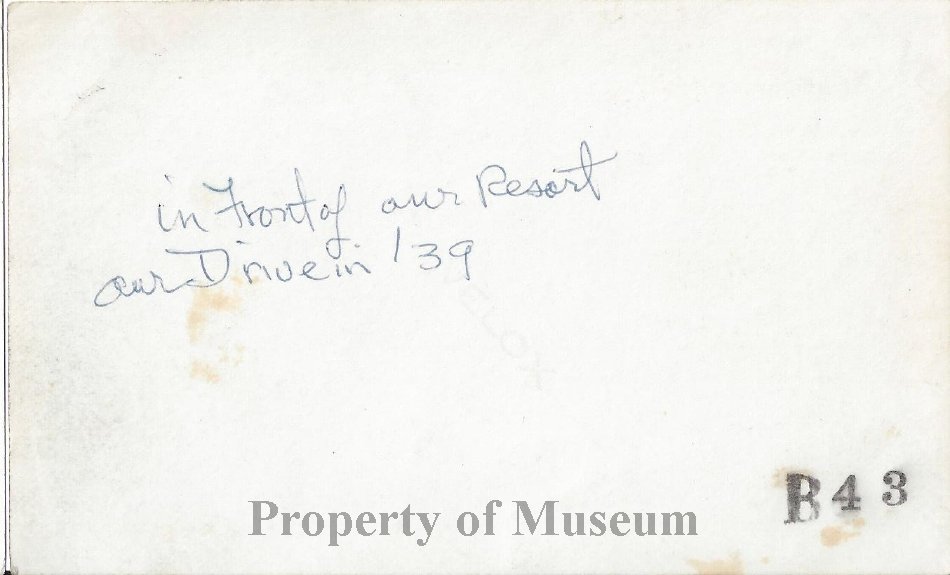 in Front of our Resort
our Drive in '39
B43
Property of Museum